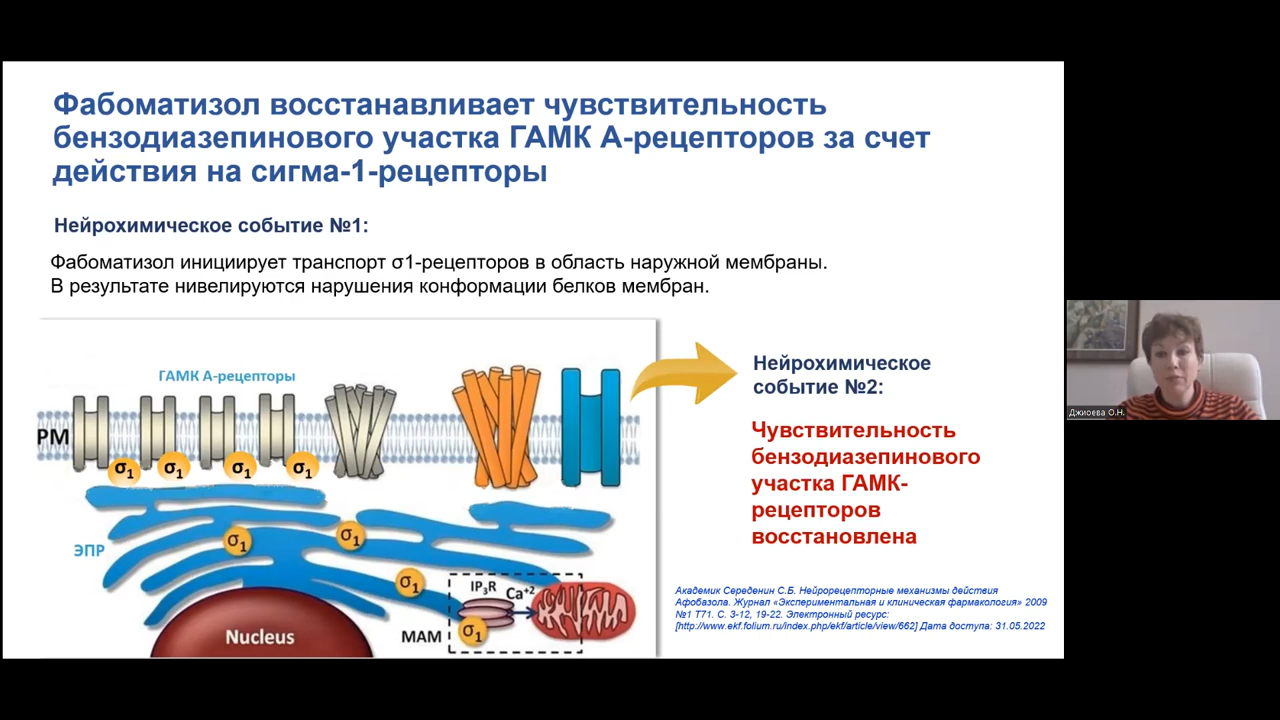 Фабоматизол восстанавливает чувствительность
бензодиазепинового участка ГАМК А-рецепторов за счет
действия на сигма-1-рецепторы
Нейрохимическое событие №1:
Фабоматизол инициирует транспорт σ1-рецепторов в область наружной мембраны.
В результате нивелируются нарушения конформации белков мембран.
ГАМК А-рецепторы
PM
σ1 σ1 σ1 σ1
ЭПР
σ1 σ1
σ1
IP3R
Ca+2
σ1
MAM
Nucleus
Нейрохимическое
событие №2:
Чувствительность
бензодиазепинового
участка ГАМК-
рецепторов
восстановлена
Академик Середенин С.Б. Нейрорецепторные механизмы действия
Афобазола. Журнал «Экспериментальная и клиническая фармакология» 2009
№1 Т71. С. 3-12, 19-22. Электронный ресурс:
[http://www.ekf.folium.ru/index.php/ekf/article/view/662] Дата доступа: 31.05.2022
Джиоева О.Н.